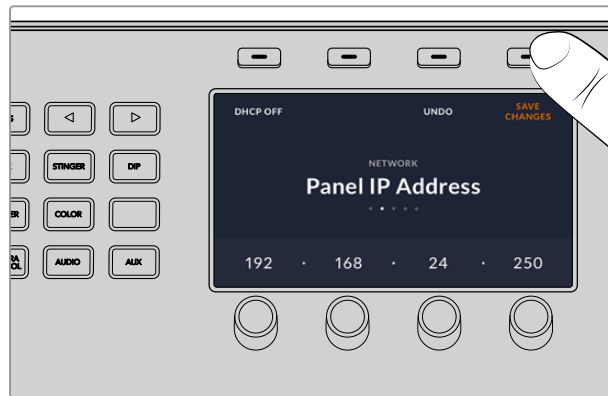 DHCP OFF
UNDO
SAVE
CHANGES
NETWORK
Panel IP Address
192 . 168 . 24 . 250
STINGER
DIP
COLOR
AUDIO
AUX